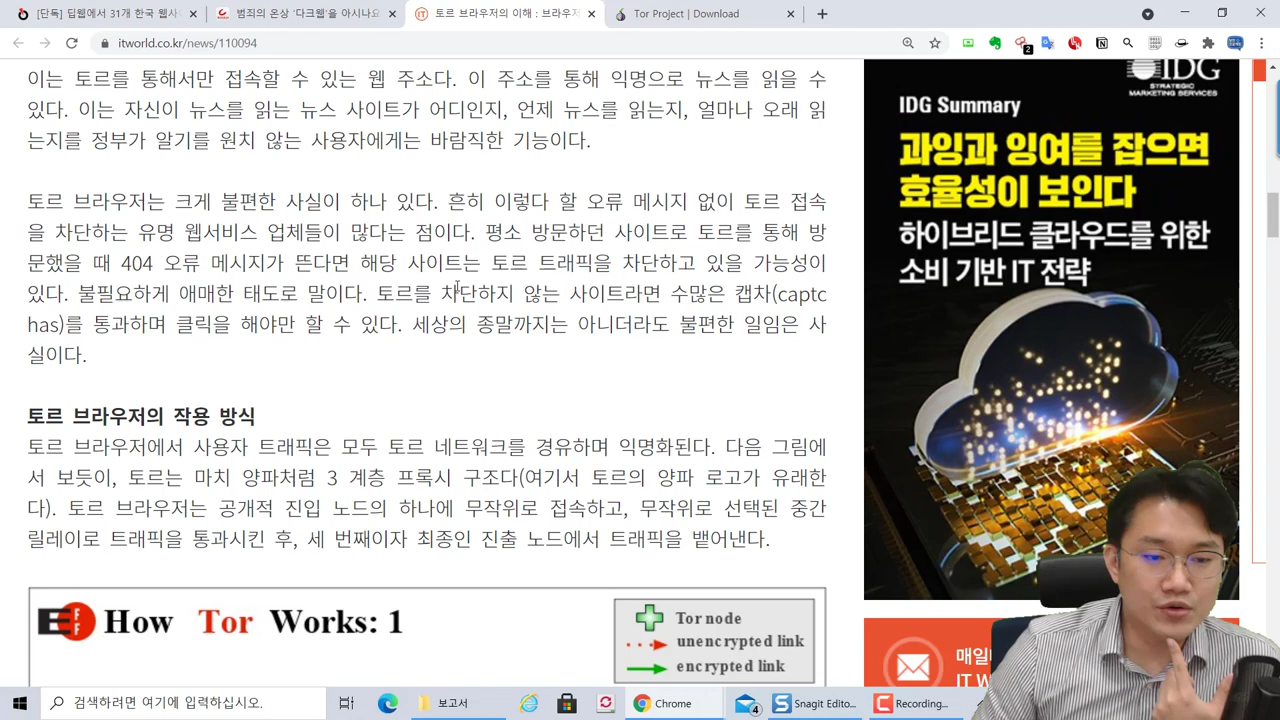 [단독] 딥웹에서 31개 한국 웹사
범죄의 온상 '다크웹'을 아시나요
토르 브라우저의 이해 : 브라우저
Tor Project | Download
itworld.co.kr/news/110094
이는 토르를 통해서만 접속할 수 있는 웹 주소다. 이 주소를 통해 익명으로 뉴스를 읽을 수
있다. 이는 자신이 뉴스를 읽는 뉴스 사이트가 어디인지, 언제 뉴스를 읽는지, 얼마나 오래 읽
는지를 정부가 알기를 원치 않는 사용자에게는 바람직한 기능이다.
토르 브라우저는 크게 불편한 사실이 하나 있다. 흔히 이렇다 할 오류 메시지 없이 토르 접속
을 차단하는 유명 웹서비스 업체들이 많다는 점이다. 평소 방문하던 사이트로 토르를 통해 방
문했을 때 404 오류 메시지가 뜬다면 해당 사이트는 토르 트래픽을 차단하고 있을 가능성이
있다. 불필요하게 애매한 태도로 말이다. 토르를 차단하지 않는 사이트라면 수많은 캡차(captc
has)를 통과하며 클릭을 해야만 할 수 있다. 세상의 종말까지는 아니더라도 불편한 일임은 사
실이다.
토르 브라우저의 작용 방식
토르 브라우저에서 사용자 트래픽은 모두 토르 네트워크를 경유하며 익명화된다. 다음 그림에
서 보듯이, 토르는 마치 양파처럼 3 계층 프록시 구조다(여기서 토르의 양파 로고가 유래한
다). 토르 브라우저는 공개적 진입 노드의 하나에 무작위로 접속하고, 무작위로 선택된 중간
릴레이로 트래픽을 통과시킨 후, 세 번째이자 최종인 진출 노드에서 트래픽을 뱉어낸다.
EFF How Tor Works: 1
Tor node
unencrypted link
encrypted link
IDG
STRATEGIC
MARKETING SERVICES
IDG Summary
과잉과 잉여를 잡으면
효율성이 보인다
하이브리드 클라우드를 위한
소비 기반 IT 전략
매일
IT W
검색하려면 여기에 입력하십시오.
보고서
Chrome
4
Snagit Edito...
Recording...
2